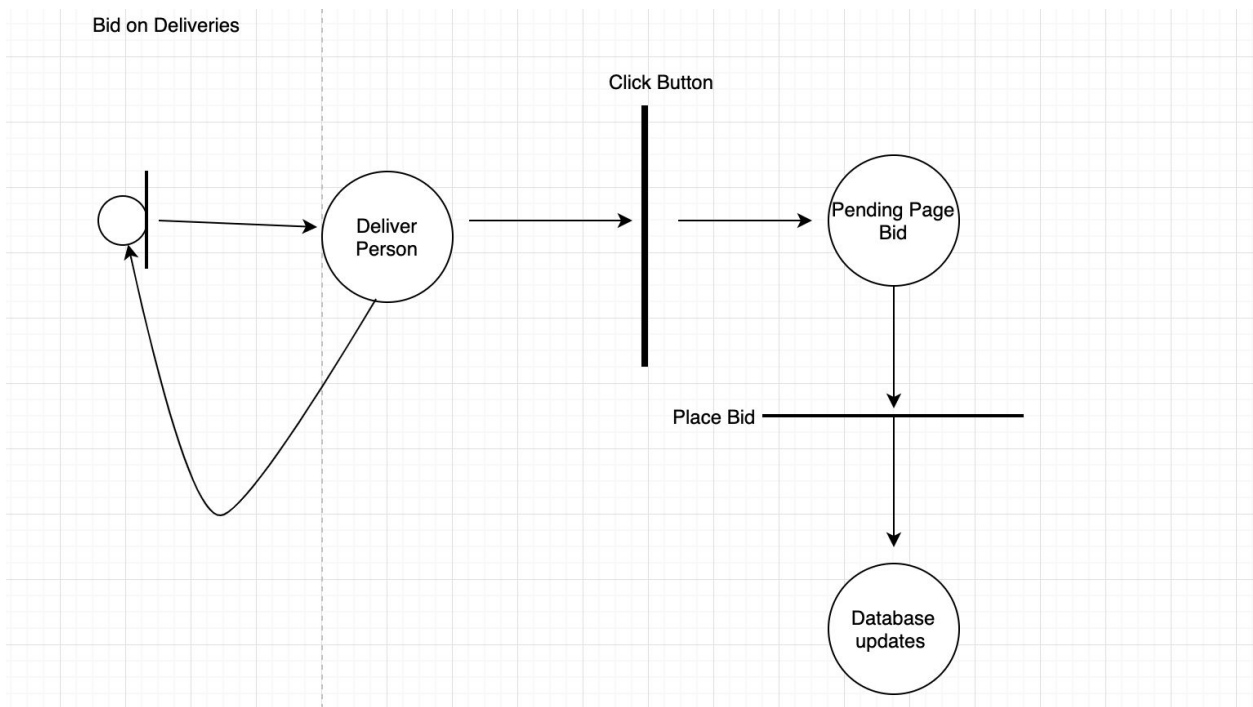 Bid on Deliveries
Click Button
Deliver
Person
Pending Page
Bid
Place Bid
Database
updates